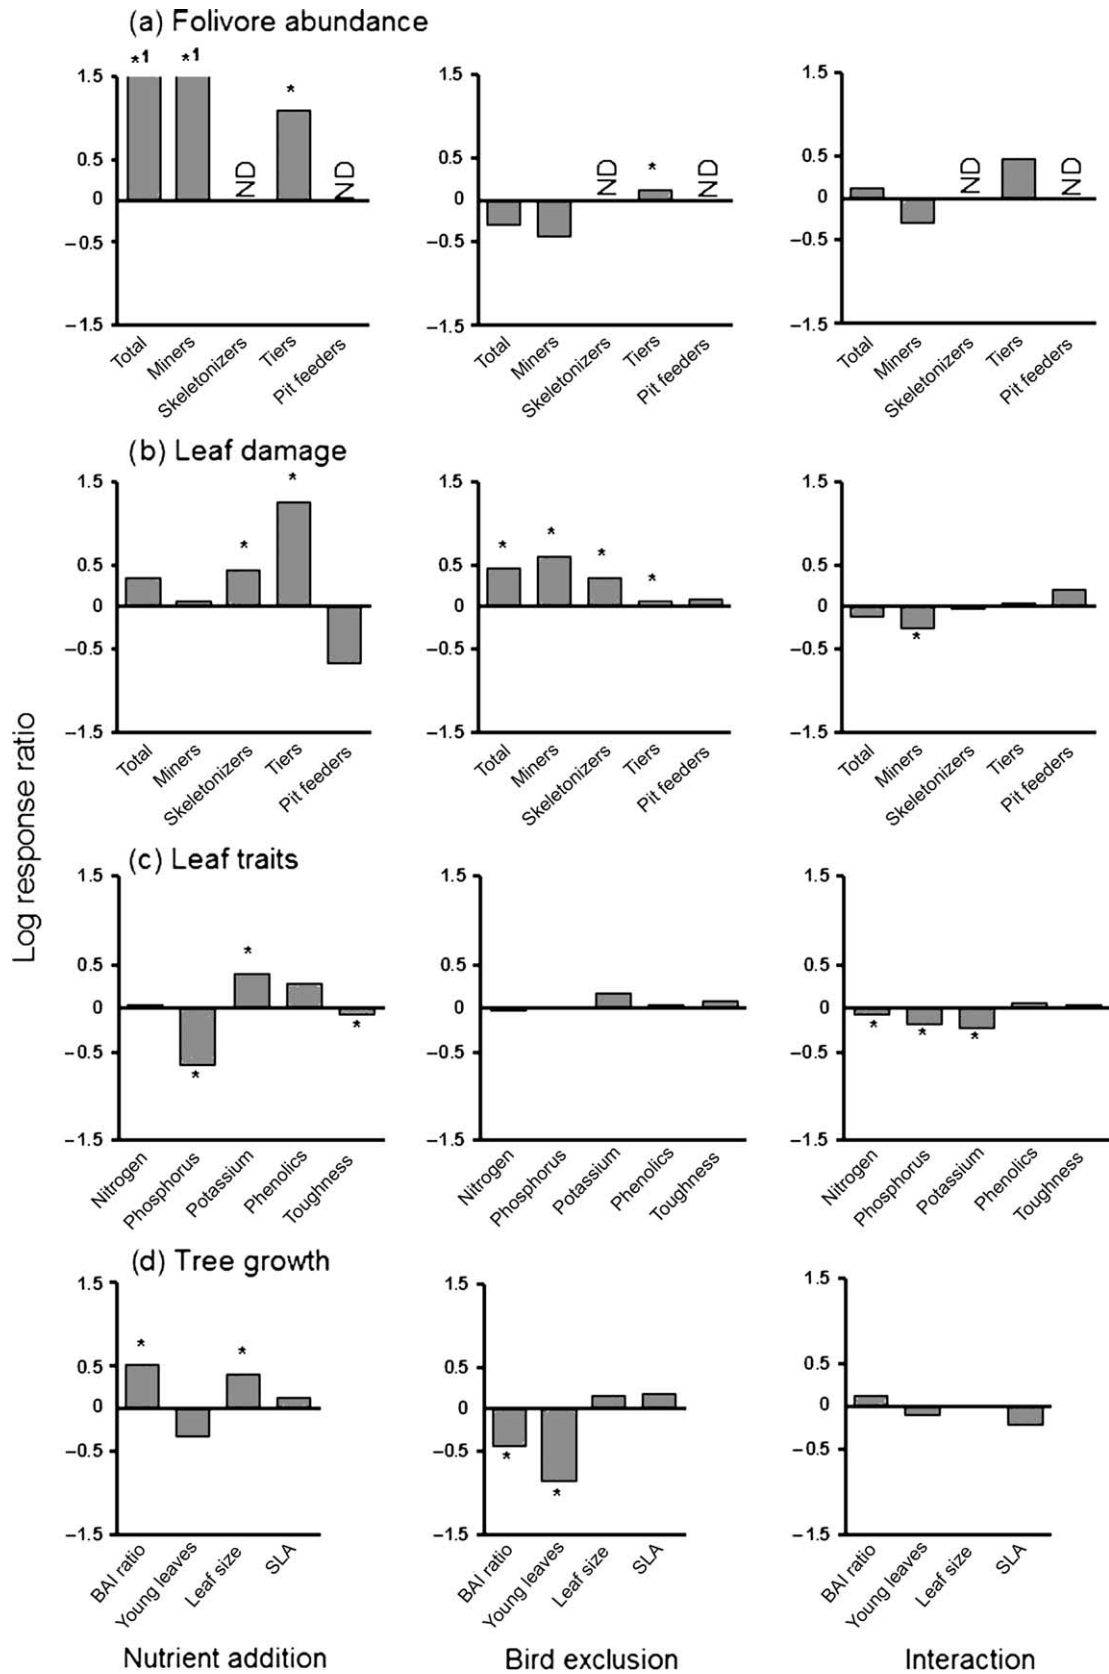 (a) Folivore abundance
*1 *1 *
1.5
0.5
0
–0.5
–1.5
ND
ND
Total
Miners
Skeletonizers
Tiers
Pit feeders
*
1.5
0.5
0
–0.5
–1.5
ND
ND
Total
Miners
Skeletonizers
Tiers
Pit feeders
1.5
0.5
0
–0.5
–1.5
ND
ND
Total
Miners
Skeletonizers
Tiers
Pit feeders
(b) Leaf damage
* *
1.5
0.5
0
–0.5
–1.5
Total
Miners
Skeletonizers
Tiers
Pit feeders
* * * *
1.5
0.5
0
–0.5
–1.5
Total
Miners
Skeletonizers
Tiers
Pit feeders
*
1.5
0.5
0
–0.5
–1.5
Total
Miners
Skeletonizers
Tiers
Pit feeders
Log response ratio
(c) Leaf traits
* * *
1.5
0.5
0
–0.5
–1.5
Nitrogen
Phosphorus
Potassium
Phenolics
Toughness
1.5
0.5
0
–0.5
–1.5
Nitrogen
Phosphorus
Potassium
Phenolics
Toughness
* * *
1.5
0.5
0
–0.5
–1.5
Nitrogen
Phosphorus
Potassium
Phenolics
Toughness
(d) Tree growth
* *
1.5
0.5
0
–0.5
–1.5
BAI ratio
Young leaves
Leaf size
SLA
* *
1.5
0.5
0
–0.5
–1.5
BAI ratio
Young leaves
Leaf size
SLA
1.5
0.5
0
–0.5
–1.5
BAI ratio
Young leaves
Leaf size
SLA
Nutrient addition
Bird exclusion
Interaction